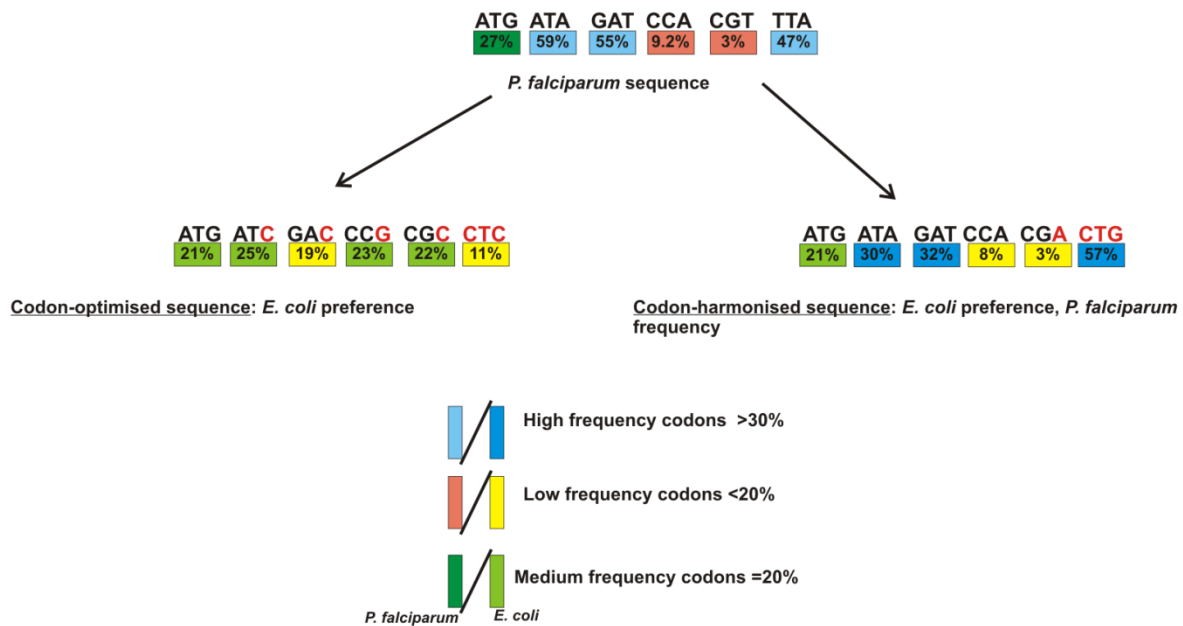 ATG ATA GAT CCA CGT TTA
27% 59% 55% 9.2% 3% 47%
P. falciparum sequence
ATG ATC GAC CCG CGC CTC
21% 25% 19% 23% 22% 11%
Codon-optimised sequence: E. coli preference
ATG ATA GAT CCA CGA CTG
21% 30% 32% 8% 3% 57%
Codon-harmonised sequence: E. coli preference, P. falciparum
frequency
High frequency codons >30%
Low frequency codons <20%
Medium frequency codons =20%
P. falciparum E. coli